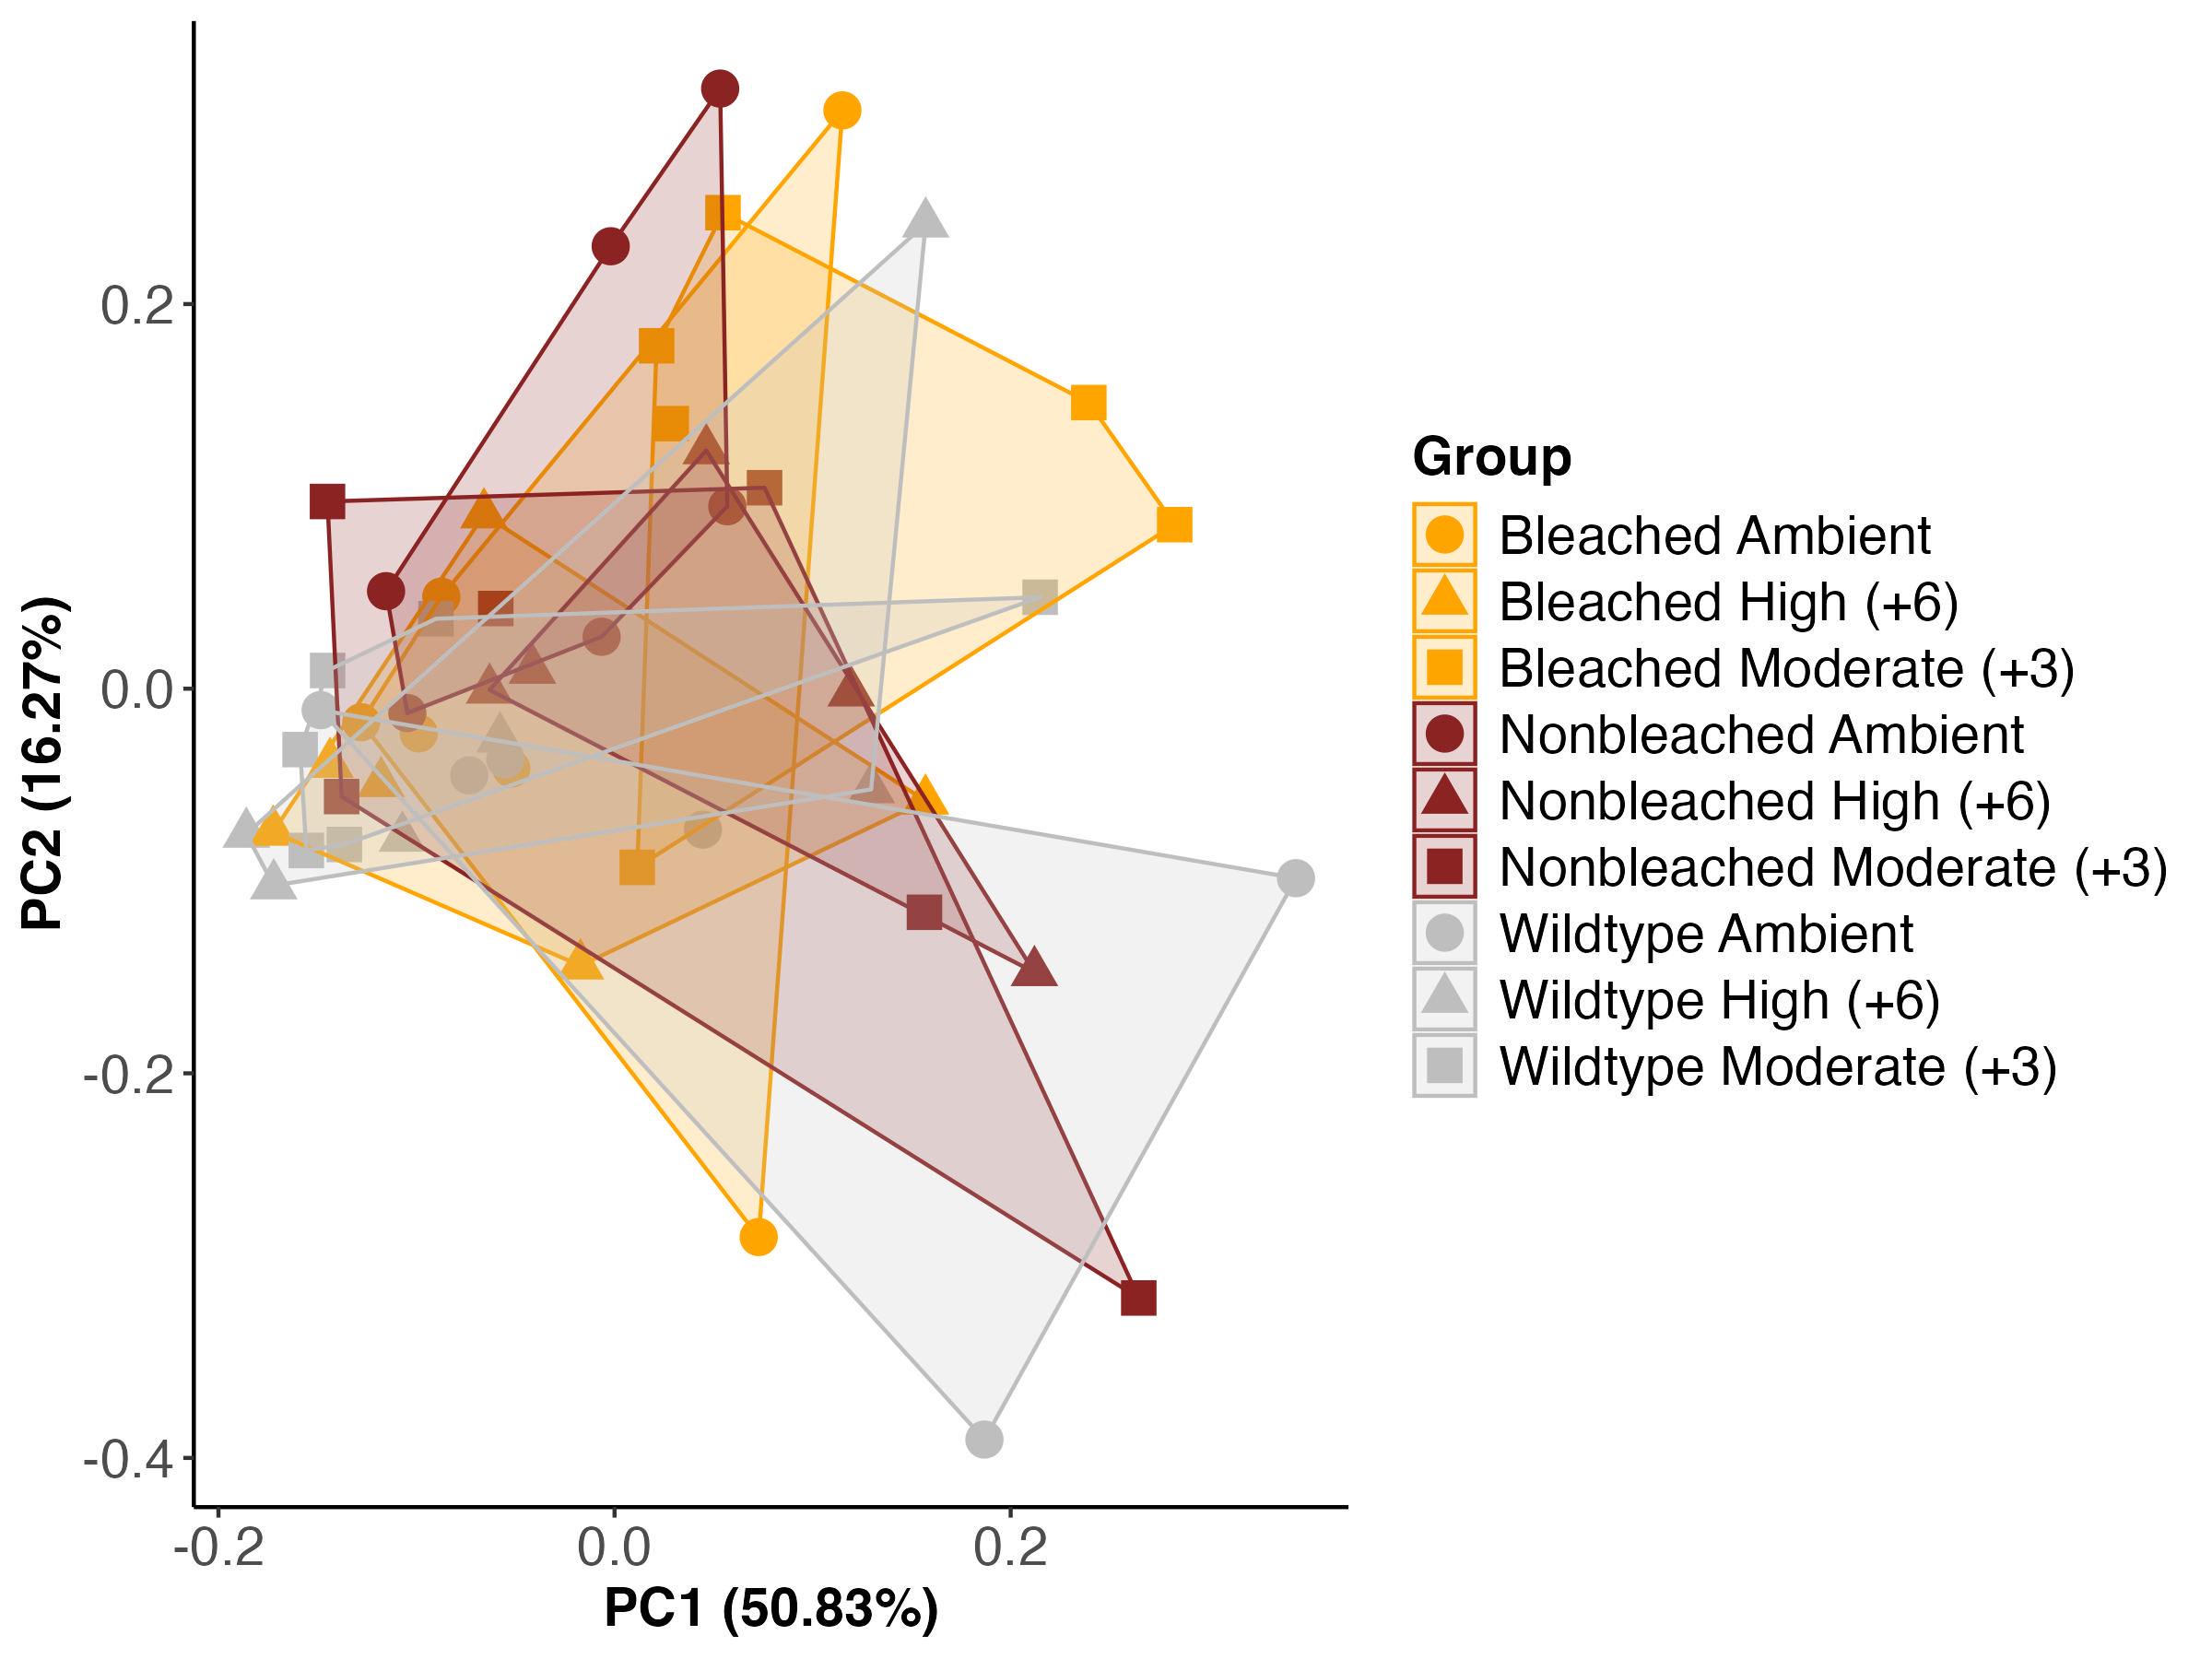 0.2
0.0
-0.2
-0.4
PC2 (16.27%)
-0.2
0.0
0.2
PC1 (50.83%)
Group
Bleached Ambient
Bleached High (+6)
Bleached Moderate (+3)
Nonbleached Ambient
Nonbleached High (+6)
Nonbleached Moderate (+3)
Wildtype Ambient
Wildtype High (+6)
Wildtype Moderate (+3)